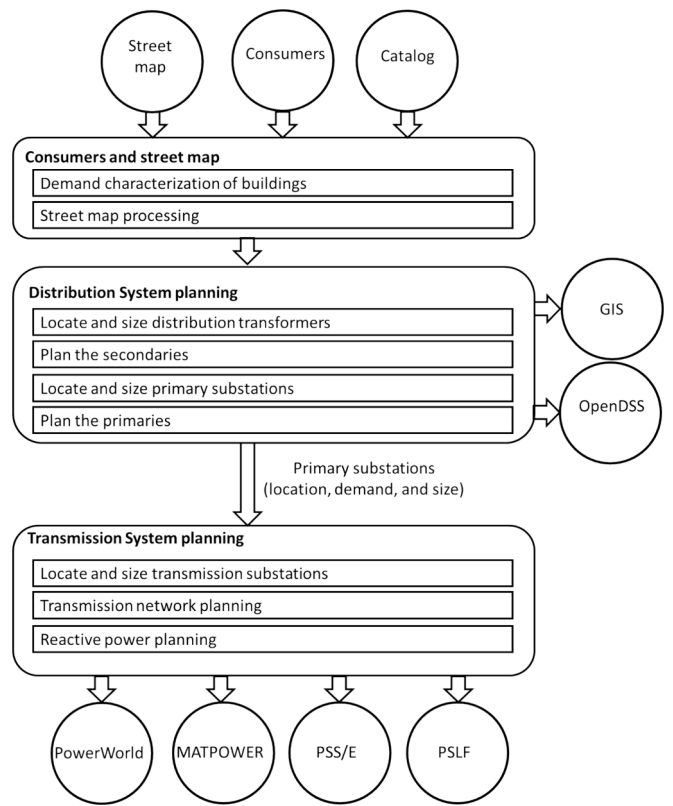 Street
map
Consumers
Catalog
Consumers and street map
Demand characterization of buildings
Street map processing
Distribution System planning
Locate and size distribution transformers
Plan the secondaries
Locate and size primary substations
Plan the primaries
GIS
OpenDSS
Primary substations
(location, demand, and size)
Transmission System planning
Locate and size transmission substations
Transmission network planning
Reactive power planning
PowerWorld
MATPOWER
PSS/E
PSLF